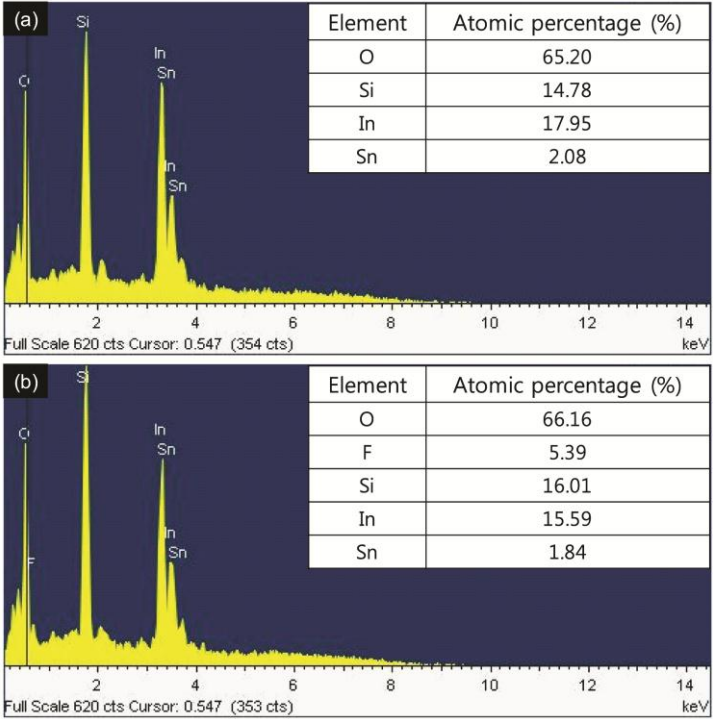 (a)
Si
O
In
Sn
In
Sn
Element Atomic percentage (%)
O 65.20
Si 14.78
In 17.95
Sn 2.08
2 4 6 8 10 12 14
Full Scale 620 cts Cursor: 0.547 (354 cts) keV
(b)
Si
O
F
In
Sn
In
Sn
Element Atomic percentage (%)
O 66.16
F 5.39
Si 16.01
In 15.59
Sn 1.84
2 4 6 8 10 12 14
Full Scale 620 cts Cursor: 0.547 (353 cts) keV